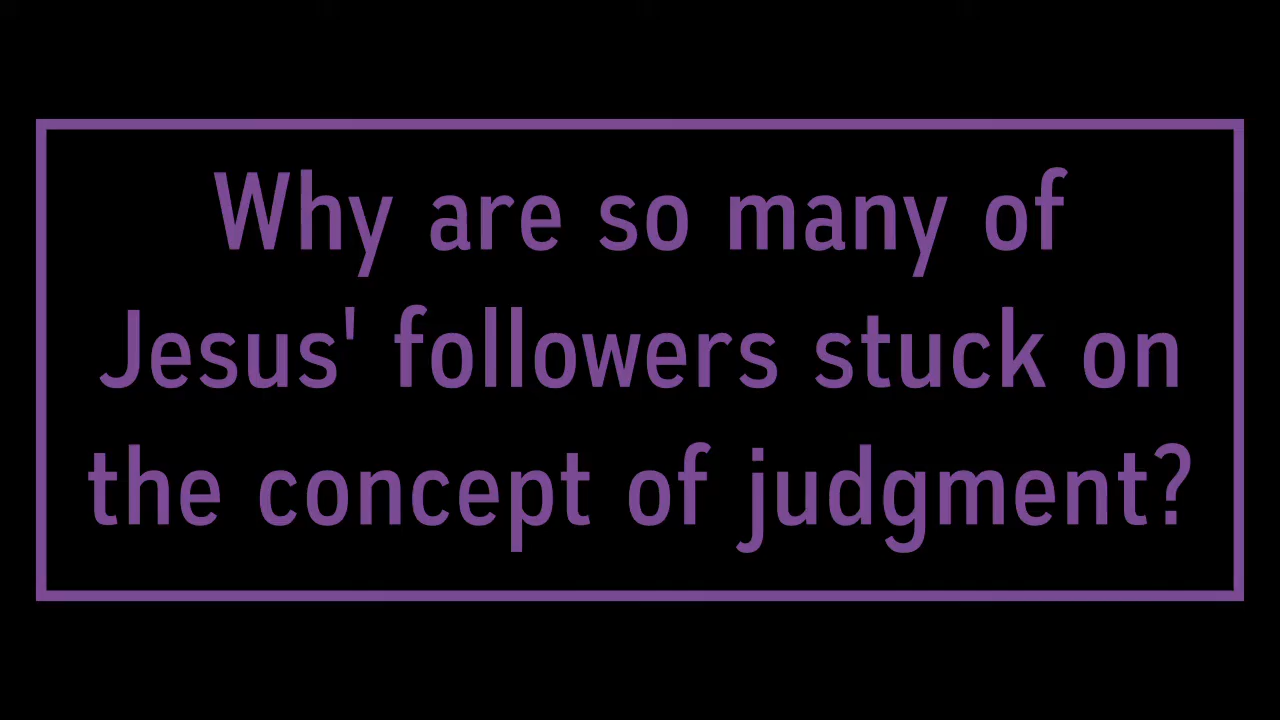 Why are so many of
Jesus' followers stuck on
the concept of judgment?